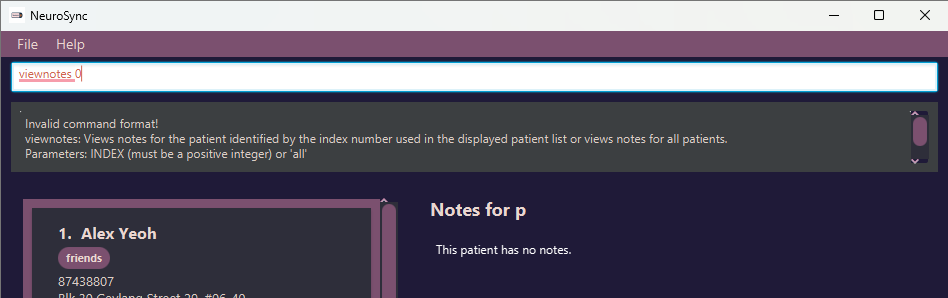 NeuroSync
File Help
viewnotes 0
Invalid command format!
viewnotes: Views notes for the patient identified by the index number used in the displayed patient list or views notes for all patients.
Parameters: INDEX (must be a positive integer) or 'all'
1. Alex Yeoh
friends
87438807
Blk 30 Geylang Street 29, #06-40
Notes for p
This patient has no notes.